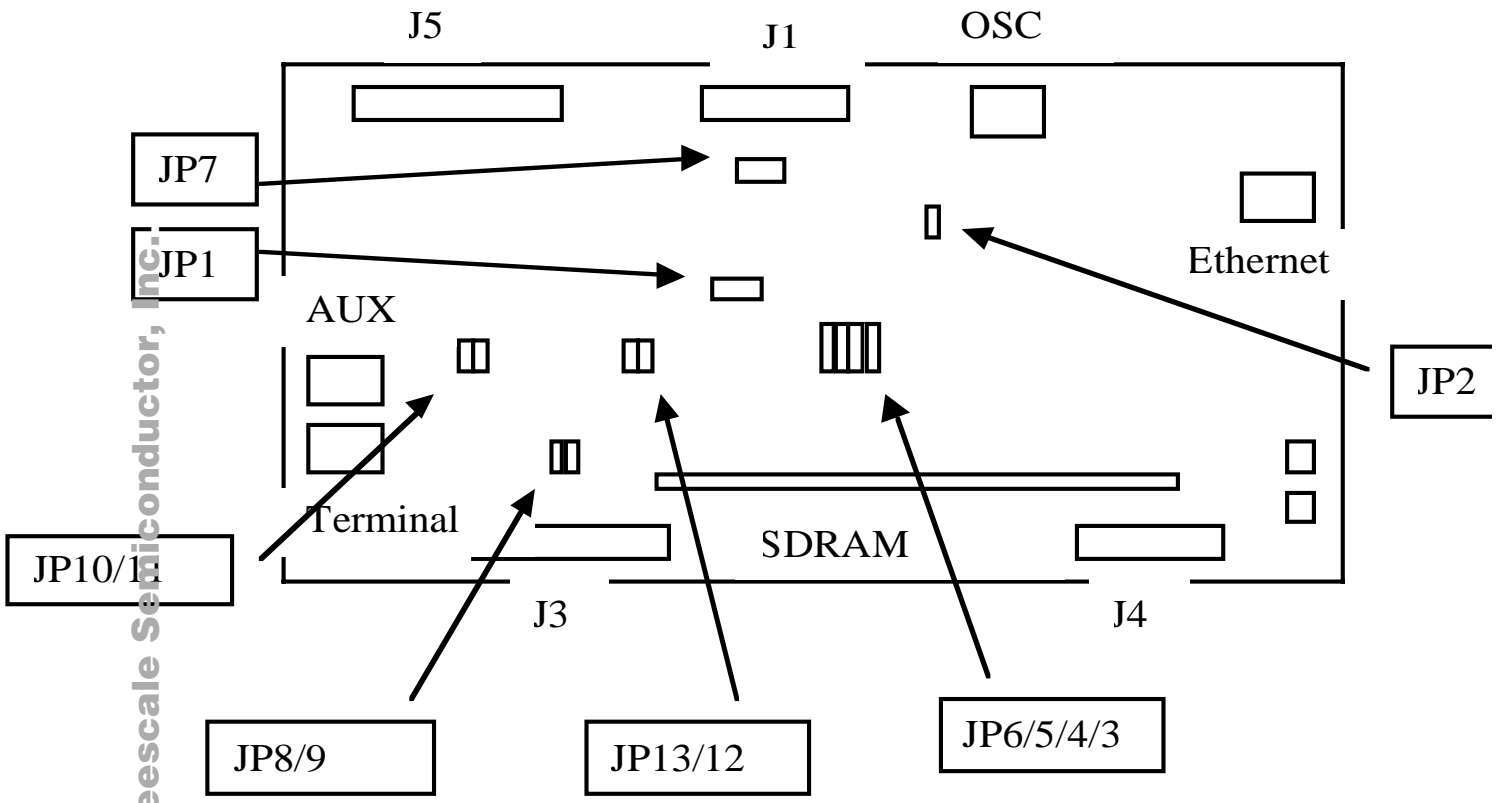 J5
J1
OSC
JP7
JP1
Ethernet
AUX
JP2
Terminal
SDRAM
JP10/11
J3
J4
JP8/9
JP13/12
JP6/5/4/3
eescale Semiconductor, Inc.